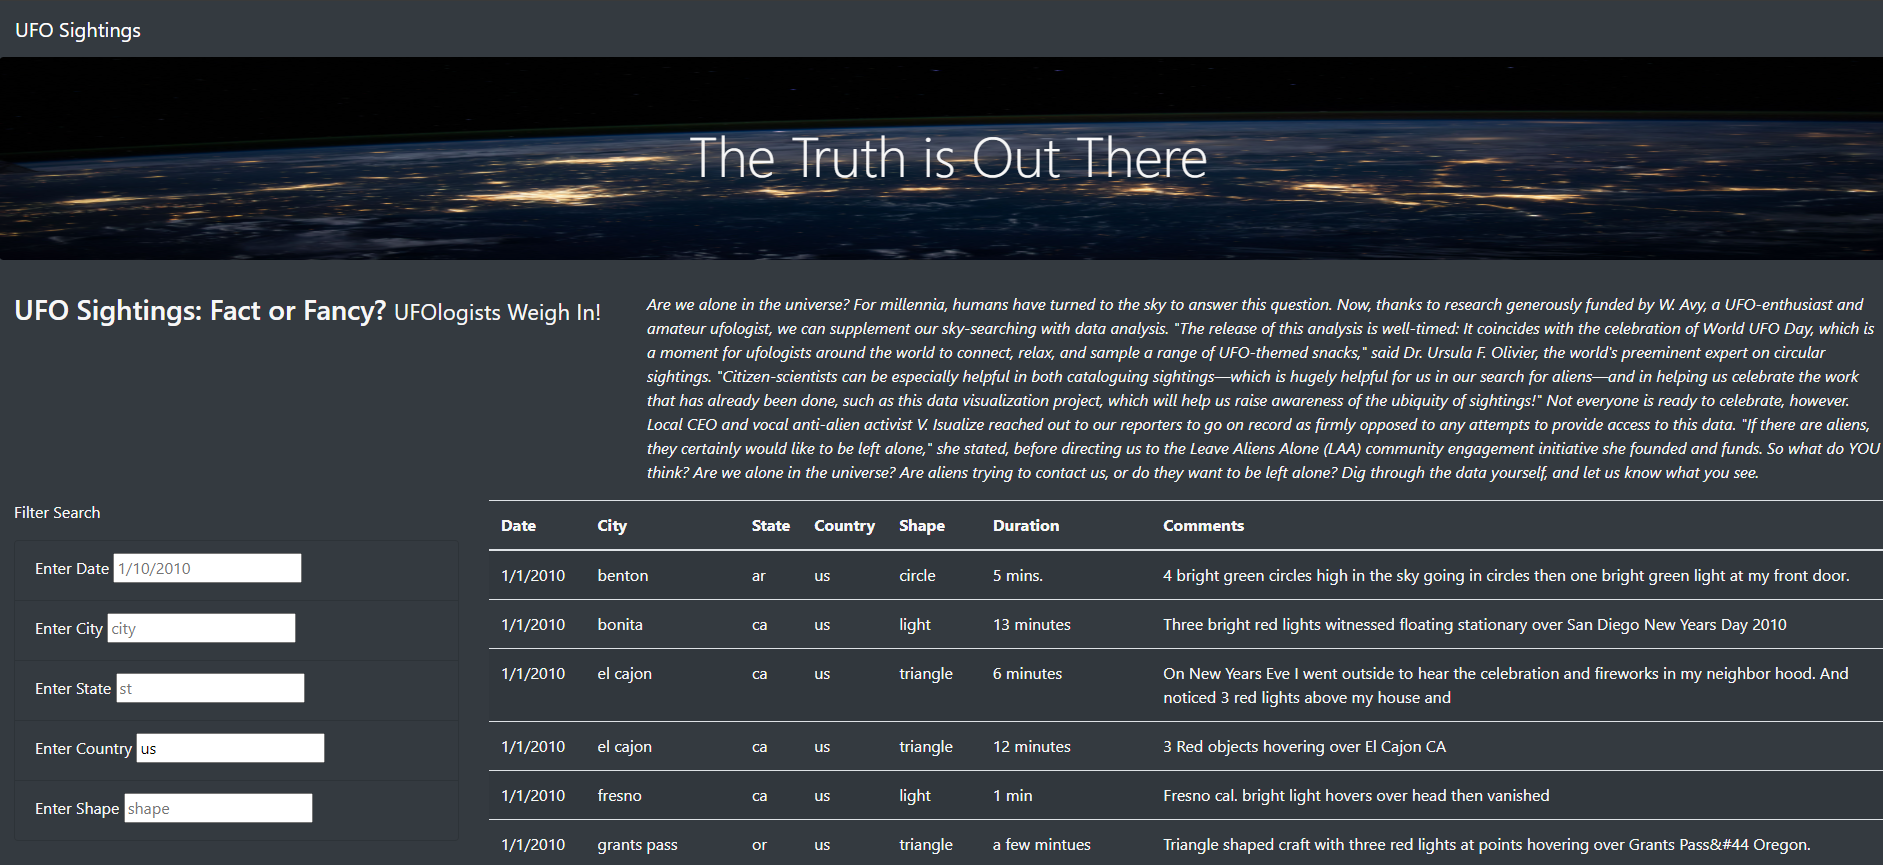 UFO Sightings
The Truth is Out There
UFO Sightings: Fact or Fancy? UFOlogists Weigh In!
Are we alone in the universe? For millennia, humans have turned to the sky to answer this question. Now, thanks to research generously funded by W. Avy, a UFO-enthusiast and
amateur ufologist, we can supplement our sky-searching with data analysis. "The release of this analysis is well-timed: It coincides with the celebration of World UFO Day, which is
a moment for ufologists around the world to connect, relax, and sample a range of UFO-themed snacks," said Dr. Ursula F. Olivier, the world's preeminent expert on circular
sightings. "Citizen-scientists can be especially helpful in both cataloguing sightings—which is hugely helpful for us in our search for aliens—and in helping us celebrate the work
that has already been done, such as this data visualization project, which will help us raise awareness of the ubiquity of sightings!" Not everyone is ready to celebrate, however.
Local CEO and vocal anti-alien activist V. Isualize reached out to our reporters to go on record as firmly opposed to any attempts to provide access to this data. "If there are aliens,
they certainly would like to be left alone," she stated, before directing us to the Leave Aliens Alone (LAA) community engagement initiative she founded and funds. So what do YOU
think? Are we alone in the universe? Are aliens trying to contact us, or do they want to be left alone? Dig through the data yourself, and let us know what you see.
Filter Search
Enter Date 1/10/2010
Enter City city
Enter State st
Enter Country us
Enter Shape shape
Date City State Country Shape Duration Comments
1/1/2010 benton ar us circle 5 mins. 4 bright green circles high in the sky going in circles then one bright green light at my front door.
1/1/2010 bonita ca us light 13 minutes Three bright red lights witnessed floating stationary over San Diego New Years Day 2010
1/1/2010 el cajon ca us triangle 6 minutes On New Years Eve I went outside to hear the celebration and fireworks in my neighbor hood. And
noticed 3 red lights above my house and
1/1/2010 el cajon ca us triangle 12 minutes 3 Red objects hovering over El Cajon CA
1/1/2010 fresno ca us light 1 min Fresno cal. bright light hovers over head then vanished
1/1/2010 grants pass or us triangle a few mintues Triangle shaped craft with three red lights at points hovering over Grants Pass&#44 Oregon.